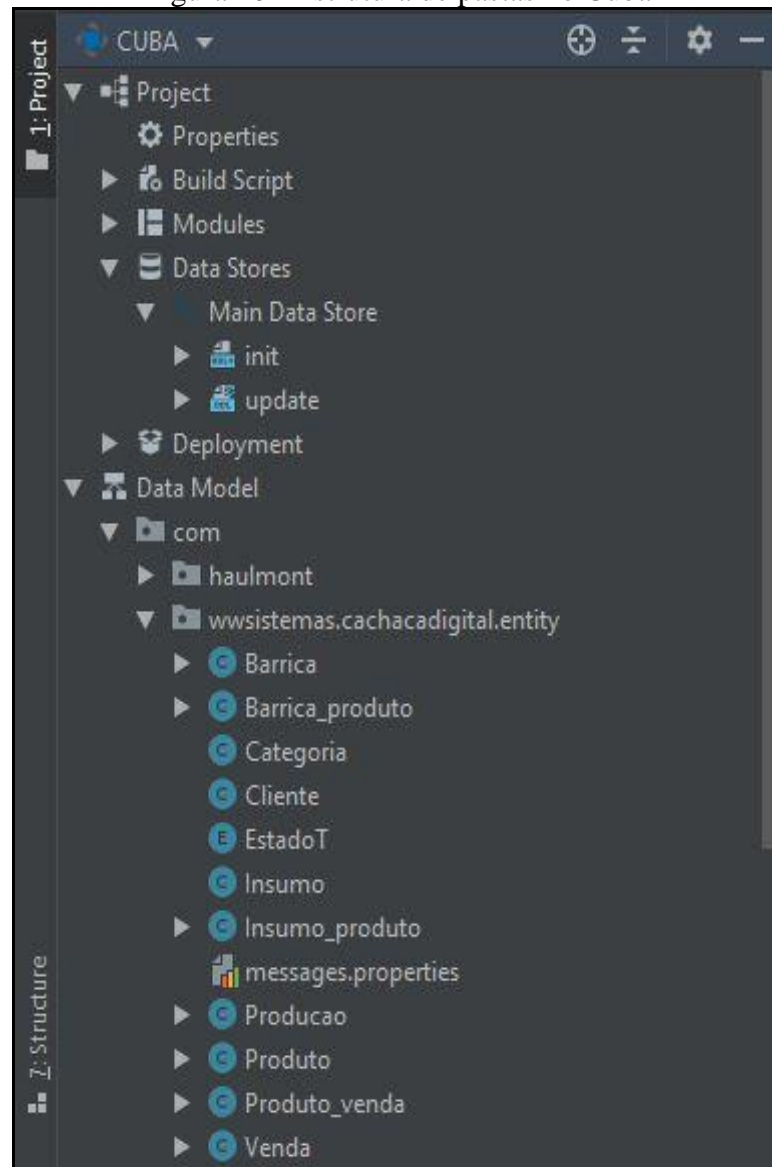 CUBA
1: Project
Project
Properties
Build Script
Modules
Data Stores
Main Data Store
init
update
Deployment
Data Model
com
haulmont
wwsistemas.cachacadigital.entity
Barrica
Barrica_produto
Categoria
Cliente
EstadoT
Insumo
Insumo_produto
messages.properties
Producao
Produto
Produto_venda
Venda
7: Structure